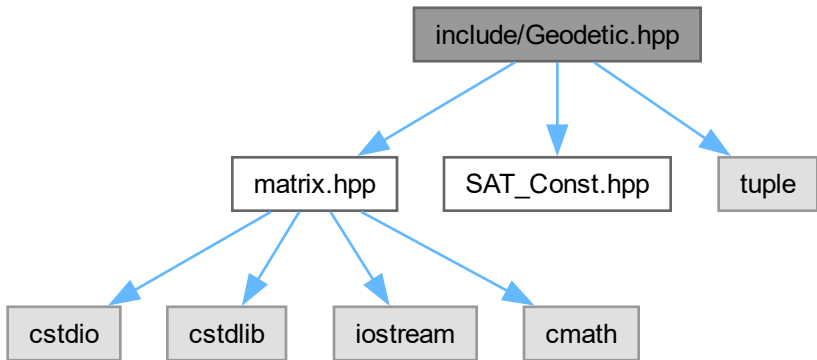 include/Geodetic.hpp
matrix.hpp
SAT_Const.hpp
tuple
cstdio
cstdlib
iostream
cmath